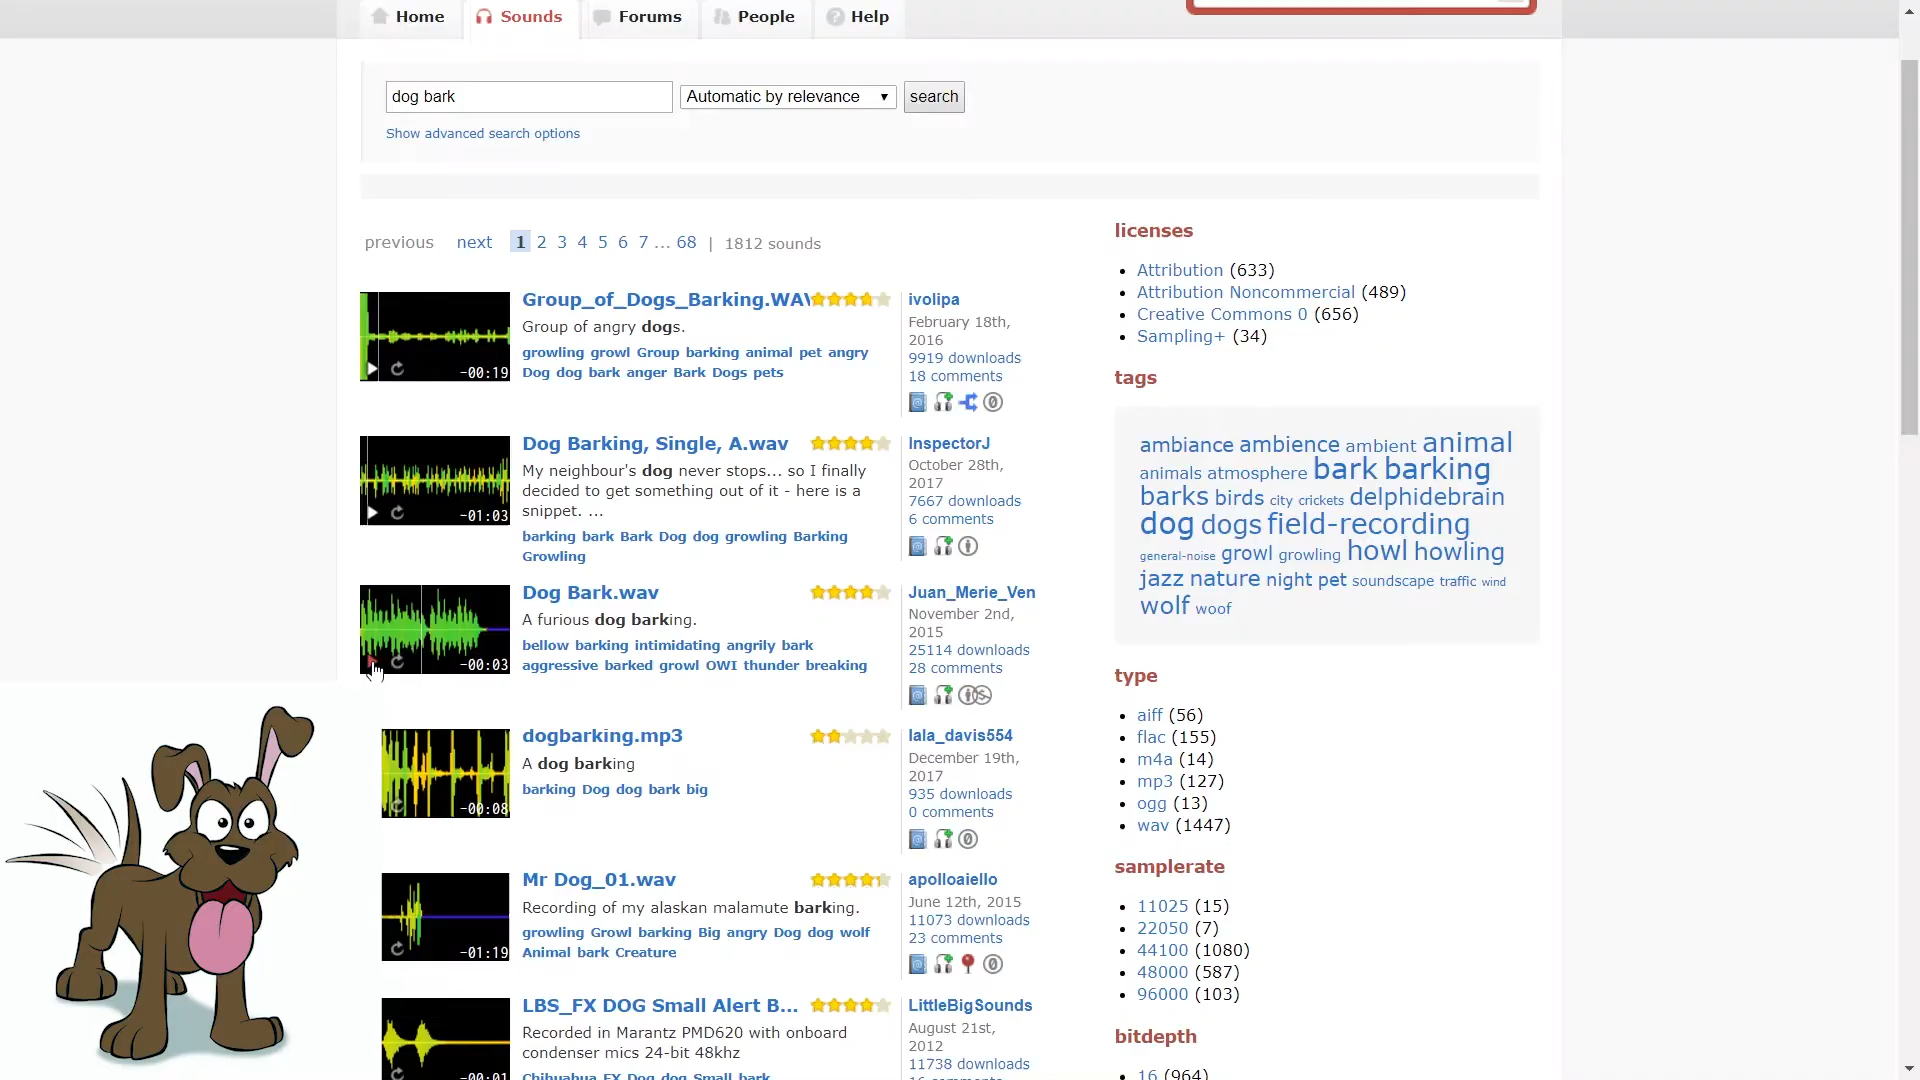 Home Sounds Forums People Help
dog bark Automatic by relevance search
Show advanced search options
previous next 1 2 3 4 5 6 7 ... 68 | 1812 sounds
Group_of_Dogs_Barking.WAV
Group of angry dogs.
growling growl Group barking animal pet angry
Dog dog bark anger Bark Dogs pets
-00:19
ivolipa
February 18th,
2016
9919 downloads
18 comments
Dog Barking, Single, A.wav
My neighbour's dog never stops... so I finally
decided to get something out of it - here is a
snippet. ...
barking bark Bark Dog dog growling Barking
Growling
-01:03
InspectorJ
October 28th,
2017
7667 downloads
6 comments
Dog Bark.wav
A furious dog barking.
bellow barking intimidating angrily bark
aggressive barked growl OWI thunder breaking
-00:03
Juan_Merie_Ven
November 2nd,
2015
25114 downloads
28 comments
dogbarking.mp3
A dog barking
barking Dog dog bark big
-00:08
lala_davis554
December 19th,
2017
935 downloads
0 comments
Mr Dog_01.wav
Recording of my alaskan malamute barking.
growling Growl barking Big angry Dog dog wolf
Animal bark Creature
-01:19
apolloaiello
June 12th, 2015
11073 downloads
23 comments
LBS_FX DOG Small Alert B...
Recorded in Marantz PMD620 with onboard
condenser mics 24-bit 48khz
Chihuahua FX Dog dog Small bark
-00:01
LittleBigSounds
August 21st,
2012
11738 downloads
licenses
Attribution (633)
Attribution Noncommercial (489)
Creative Commons 0 (656)
Sampling+ (34)
tags
ambiance ambience ambient animal
animals atmosphere bark barking
barks birds city crickets delphidebrain
dog dogs field-recording
general-noise growl growling howl howling
jazz nature night pet soundscape traffic wind
wolf woof
type
aiff (56)
flac (155)
m4a (14)
mp3 (127)
ogg (13)
wav (1447)
samplerate
11025 (15)
22050 (7)
44100 (1080)
48000 (587)
96000 (103)
bitdepth
16 (964)